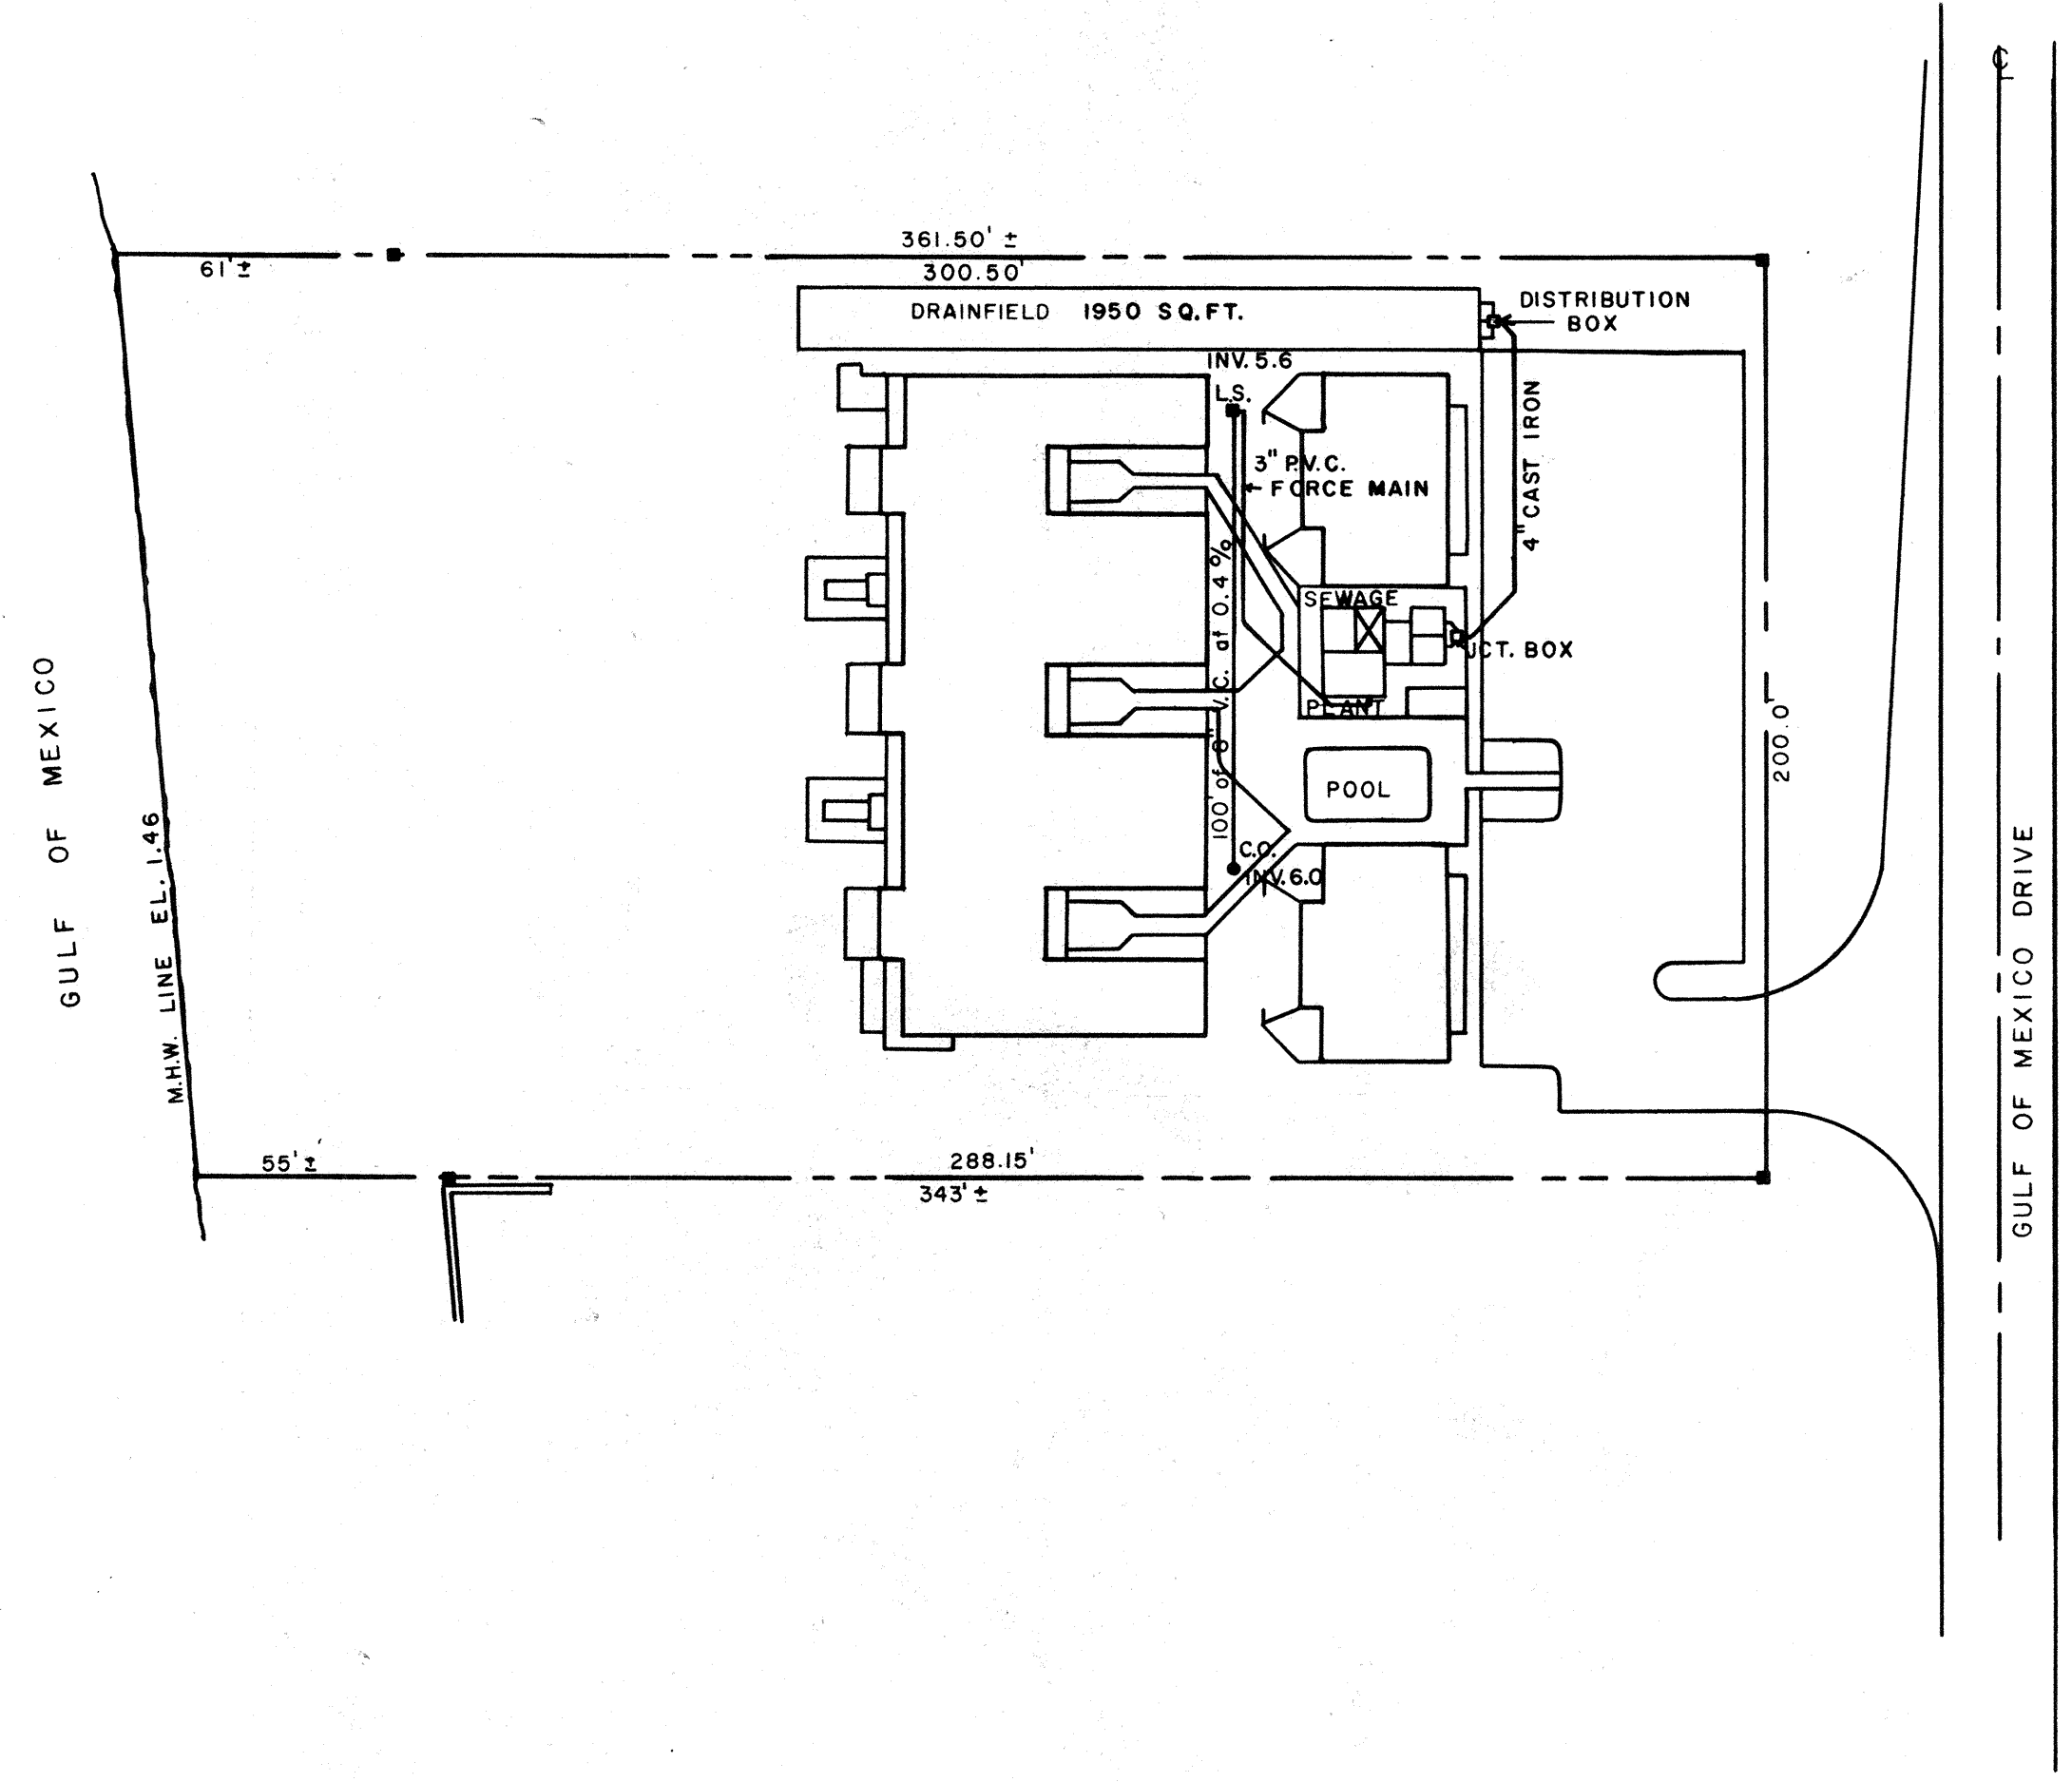 ℄
361.50' ±
61' ±
300.50'
DRAINFIELD 1950 SQ.FT.
DISTRIBUTION
BOX
INV. 5.6
L.S.
3" P.V.C.
FORCE MAIN
4" CAST IRON
SEWAGE
PLANT
JCT. BOX
100' of 8" P.V.C. at 0.4 %
POOL
C.O.
INV. 6.0
200.0'
GULF OF MEXICO
M.H.W. LINE EL. 1.46
GULF OF MEXICO DRIVE
55' ±
288.15'
343' ±